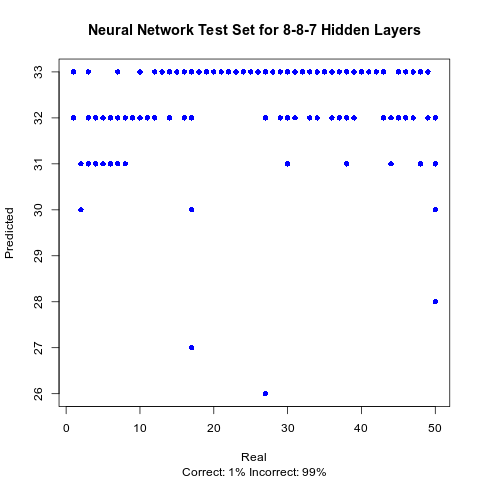 Neural Network Test Set for 8-8-7 Hidden Layers
Predicted
33
32
31
30
29
28
27
26
0 10 20 30 40 50
Real
Correct: 1% Incorrect: 99%